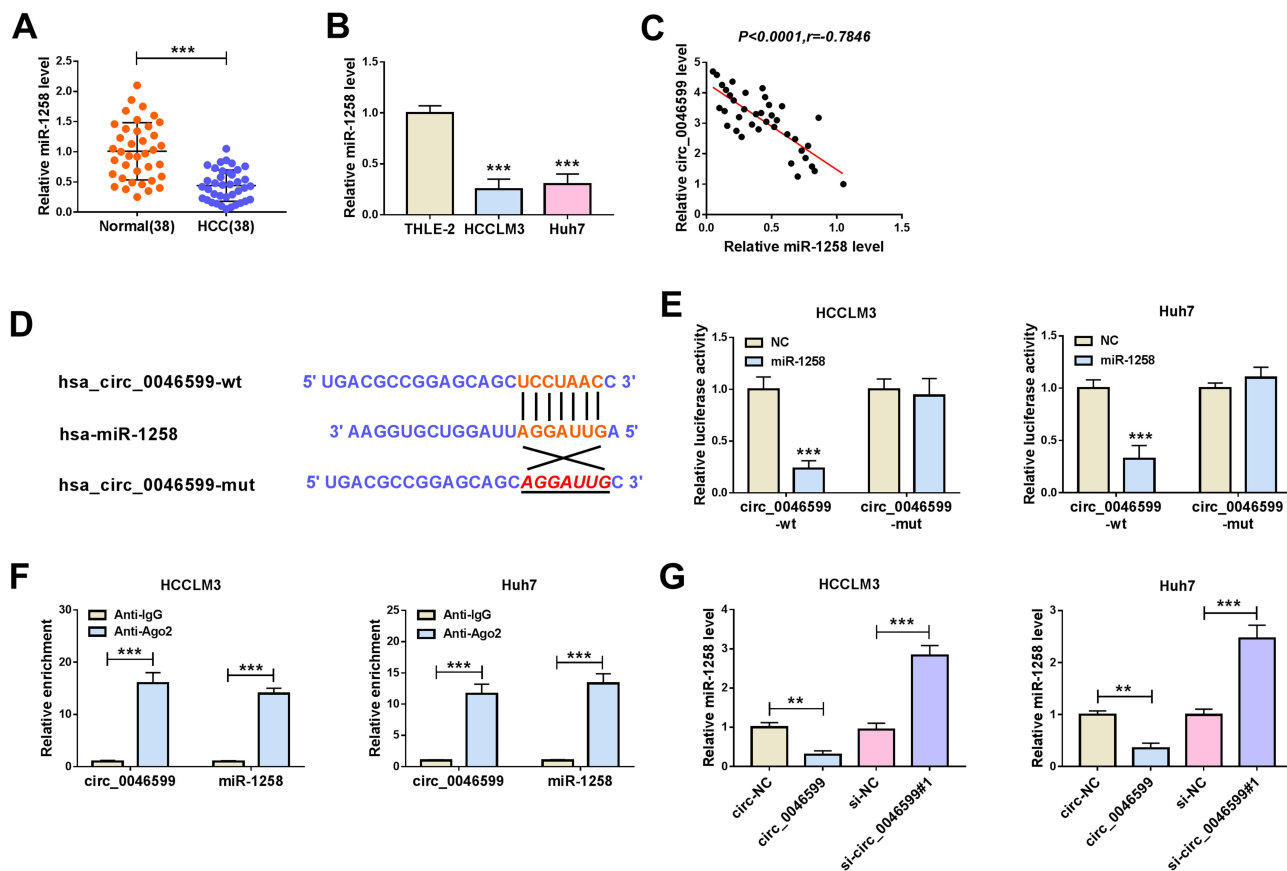 A
***
Relative miR-1258 level
2.5
2.0
1.5
1.0
0.5
0.0
Normal(38)
HCC(38)
B
Relative miR-1258 level
1.5
1.0
0.5
0.0
***
***
THLE-2
HCCLM3
Huh7
C
P<0.0001,r=-0.7846
Relative circ_0046599 level
5
4
3
2
1
0
0.0
0.5
1.0
1.5
Relative miR-1258 level
D
hsa_circ_0046599-wt
5' UGACGCCGGAGCAGCUCCUAACC 3'
hsa-miR-1258
3' AAGGUGCUGGAUUAGGAUUGA 5'
hsa_circ_0046599-mut
5' UGACGCCGGAGCAGCAGGAUUGC 3'
E
HCCLM3
Relative luciferase activity
1.5
1.0
0.5
0.0
NC
miR-1258
***
circ_0046599
-wt
circ_0046599
-mut
Huh7
Relative luciferase activity
1.5
1.0
0.5
0.0
NC
miR-1258
***
circ_0046599
-wt
circ_0046599
-mut
F
HCCLM3
Relative enrichment
30
20
10
0
Anti-IgG
Anti-Ago2
***
***
circ_0046599
miR-1258
Huh7
Relative enrichment
25
20
15
10
5
0
Anti-IgG
Anti-Ago2
***
***
circ_0046599
miR-1258
G
HCCLM3
Relative miR-1258 level
4
3
2
1
0
**
***
circ-NC
circ_0046599
si-NC
si-circ_0046599#1
Huh7
Relative miR-1258 level
3
2
1
0
**
***
circ-NC
circ_0046599
si-NC
si-circ_0046599#1